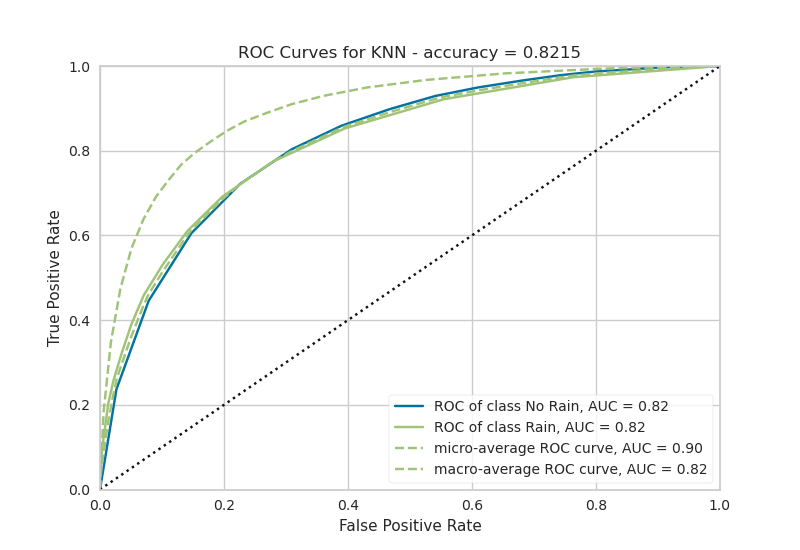 ROC Curves for KNN - accuracy = 0.8215
True Positive Rate
1.0
0.8
0.6
0.4
0.2
0.0
ROC of class No Rain, AUC = 0.82
ROC of class Rain, AUC = 0.82
micro-average ROC curve, AUC = 0.90
macro-average ROC curve, AUC = 0.82
0.0 0.2 0.4 0.6 0.8 1.0
False Positive Rate